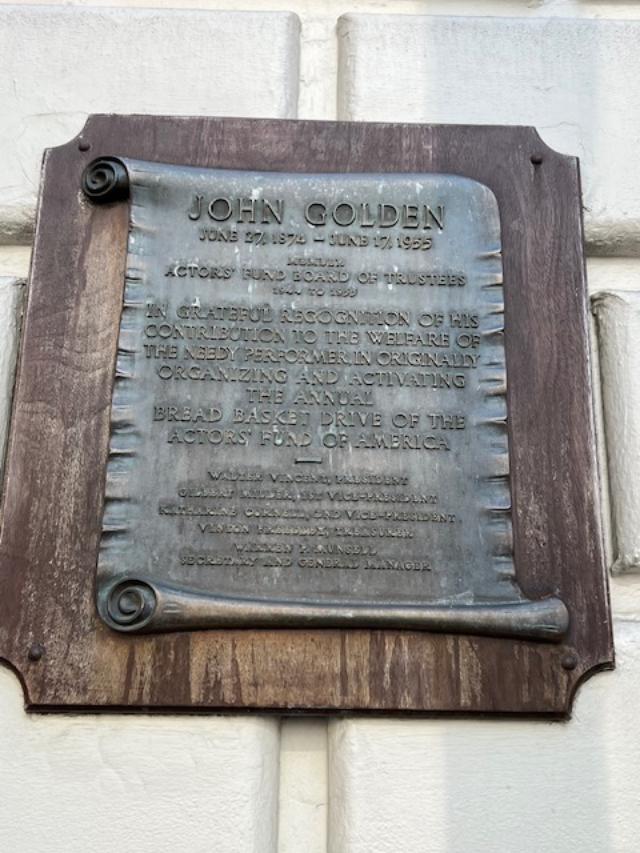 JOHN GOLDEN
JUNE 27, 1874 – JUNE 17, 1955
MEMBER
ACTORS' FUND BOARD OF TRUSTEES
TO
IN GRATEFUL RECOGNITION OF HIS
CONTRIBUTION TO THE WELFARE OF
THE NEEDY PERFORMER IN ORIGINALLY
ORGANIZING AND ACTIVATING
THE ANNUAL
BREAD BASKET DRIVE OF THE
ACTORS' FUND OF AMERICA
WALTER VINCENT, PRESIDENT
GILBERT MILLER, 1ST VICE-PRESIDENT
KATHARINE CORNELL, 2ND VICE-PRESIDENT
VINTON FREEDLEY, TREASURER
WARREN P. MUNSELL
SECRETARY AND GENERAL MANAGER